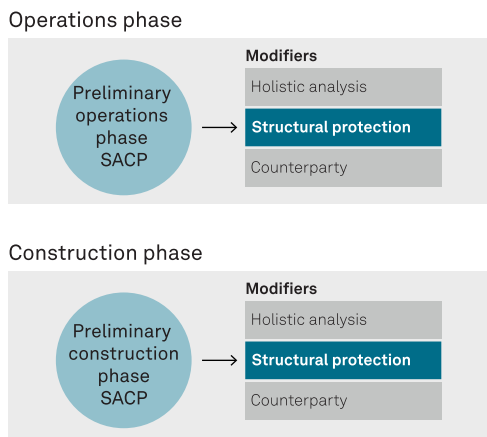 Operations phase
Preliminary
operations
phase
SACP
Modifiers
Holistic analysis
Structural protection
Counterparty
Construction phase
Preliminary
construction
phase
SACP
Modifiers
Holistic analysis
Structural protection
Counterparty